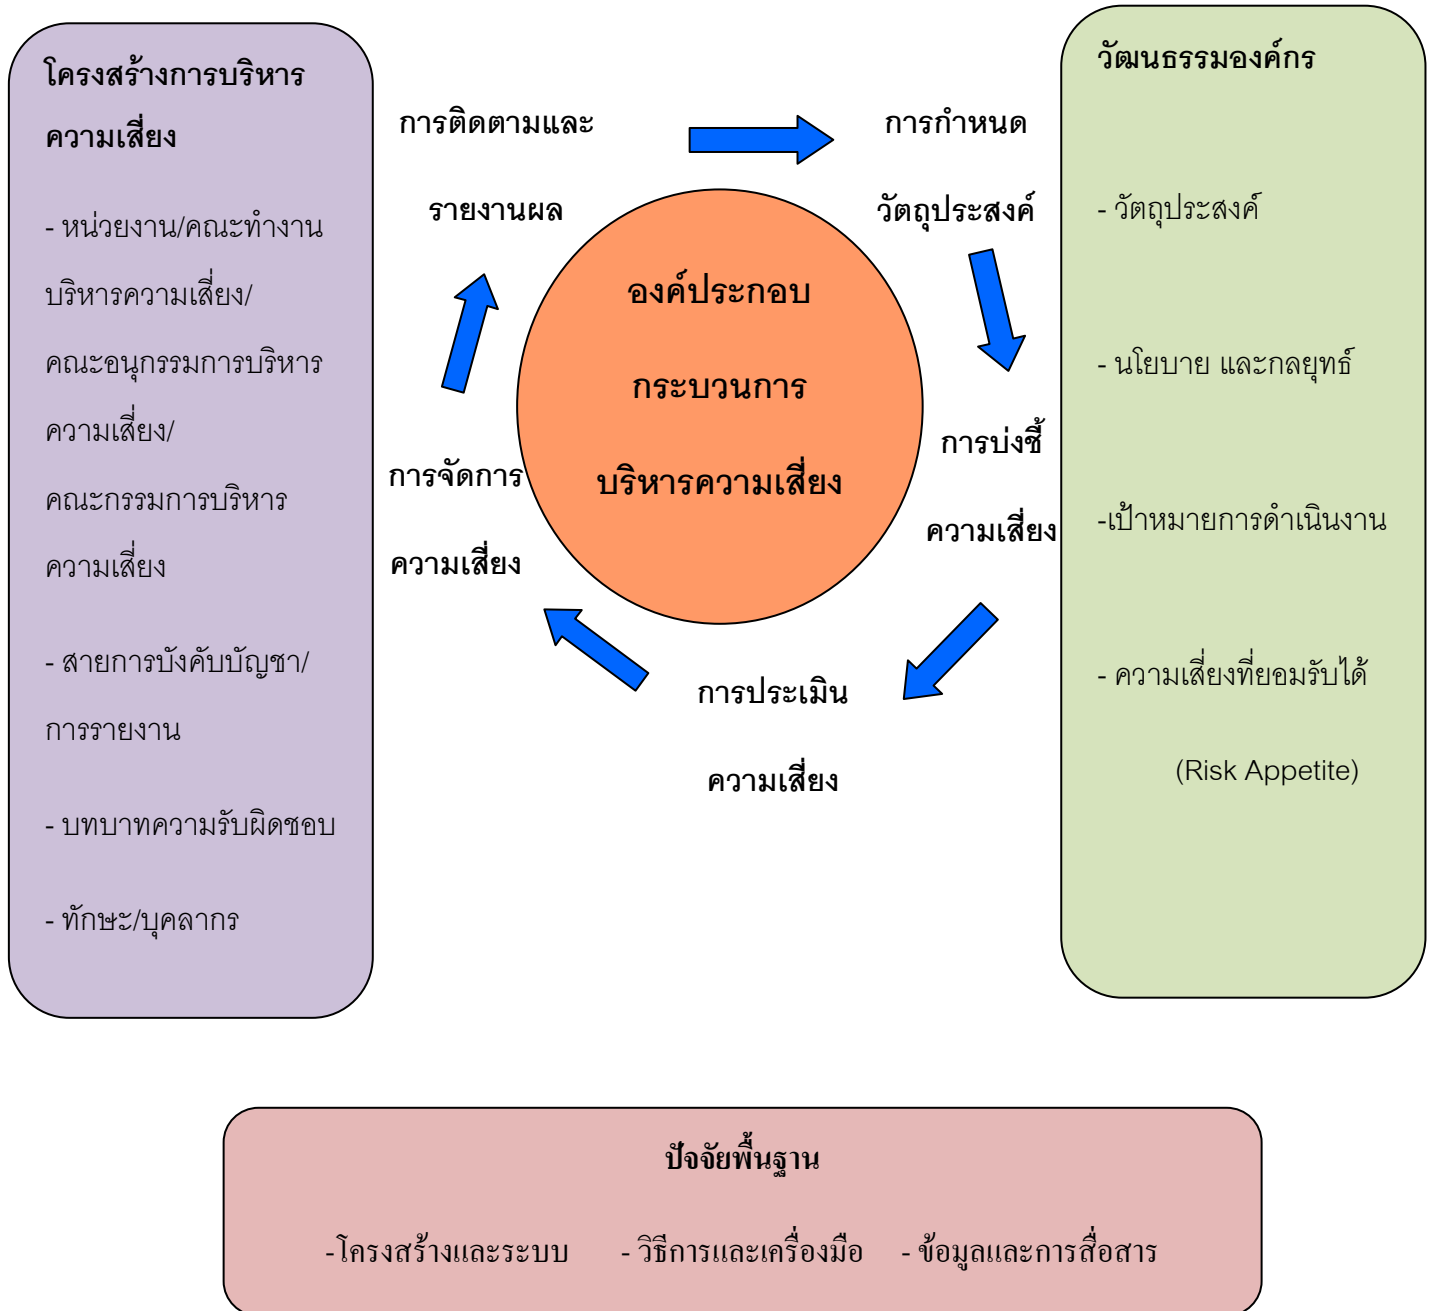 โครงสร้างการบริหาร
ความเสี่ยง
- หน่วยงาน/คณะทำงาน
บริหารความเสี่ยง/
คณะอนุกรรมการบริหาร
ความเสี่ยง/
คณะกรรมการบริหาร
ความเสี่ยง
- สายการบังคับบัญชา/
การรายงาน
- บทบาทความรับผิดชอบ
- ทักษะ/บุคลากร
การติดตามและ
รายงานผล
การกำหนด
วัตถุประสงค์
องค์ประกอบ
กระบวนการ
บริหารความเสี่ยง
การบ่งชี้
ความเสี่ยง
การจัดการ
ความเสี่ยง
การประเมิน
ความเสี่ยง
วัฒนธรรมองค์กร
- วัตถุประสงค์
- นโยบาย และกลยุทธ์
-เป้าหมายการดำเนินงาน
- ความเสี่ยงที่ยอมรับได้
(Risk Appetite)
ปัจจัยพื้นฐาน
-โครงสร้างและระบบ - วิธีการและเครื่องมือ - ข้อมูลและการสื่อสาร